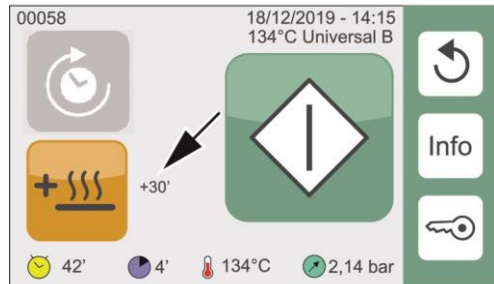 00058
18/12/2019 - 14:15
134°C Universal B
Info
+30'
42' 4' 134°C 2,14 bar